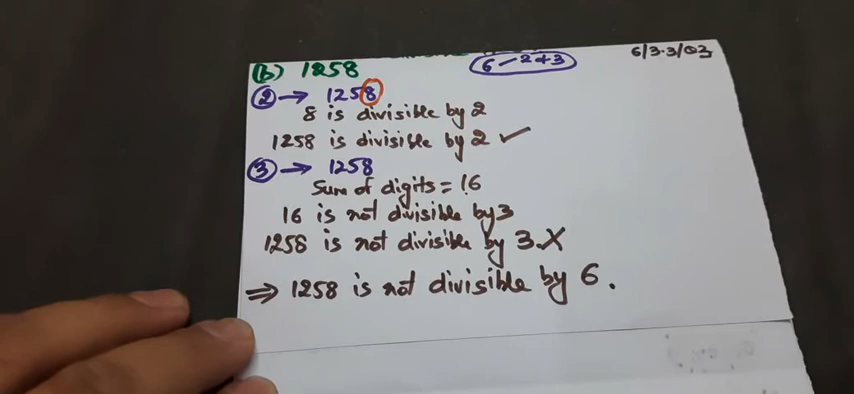 (b) 1258
6 - 2+3
6/3.3/Q3
② → 1258
8 is divisible by 2
1258 is divisible by 2 ✓
③ → 1258
Sum of digits = 16
16 is not divisible by 3
1258 is not divisible by 3. X
⇒ 1258 is not divisible by 6.